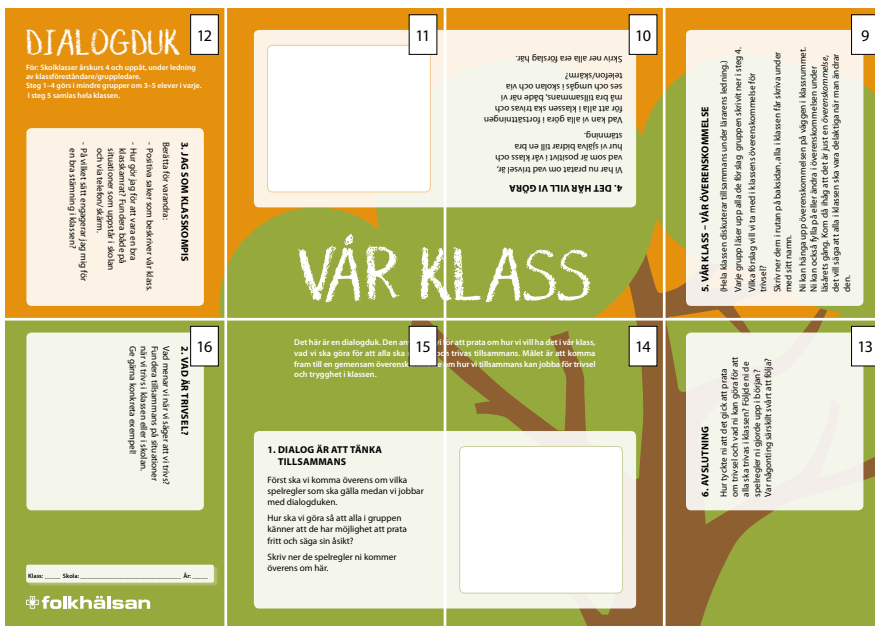 DIALOGDUK
12
För: Skolklasser årskurs 4 och uppåt, under ledning
av klassföreståndare/gruppledare.
Steg 1–4 görs i mindre grupper om 3–5 elever i varje.
I steg 5 samlas hela klassen.
3. JAG SOM KLASSKOMPIS
Berätta för varandra:
- Positiva saker som beskriver vår klass.
- Hur gör jag för att vara en bra
klasskamrat? Fundera både på
situationer som uppstår i skolan
och via telefon/skärm.
- På vilket sätt engagerar jag mig för
en bra stämning i klassen?
11
10
4. DET HÄR VILL VI GÖRA
Vi har nu pratat om vad trivsel är,
vad som är positivt i vår klass och
hur vi själva bidrar till en bra
stämning.
Vad kan vi alla göra i fortsättningen
för att alla i klassen ska trivas och
må bra tillsammans, både när vi
ses och umgås i skolan och via
telefon/skärm?
Skriv ner alla era förslag här.
VÅR KLASS
9
5. VÅR KLASS – VÅR ÖVERENSKOMMELSE
(Hela klassen diskuterar tillsammans under lärarens ledning.)
Varje grupp läser upp alla de förslag gruppen skrivit ner i steg 4.
Vilka förslag vill vi ta med i klassens överenskommelse för
trivsel?
Skriv ner dem i rutan på baksidan, alla i klassen får skriva under
med sitt namn.
Ni kan hänga upp överenskommelsen på väggen i klassrummet.
Ni kan också fylla på eller ändra i överenskommelsen under
läsårets gång. Kom då ihåg att det är just en överenskommelse,
det vill säga att alla i klassen ska vara delaktiga när man ändrar
den.
16
2. VAD ÄR TRIVSEL?
Vad menar vi när vi säger att vi trivs?
Fundera tillsammans på situationer
när vi trivs i klassen eller i skolan.
Ge gärna konkreta exempel!
Klass: Skola: År:
folkhälsan
15
14
Det här är en dialogduk. Den an vi för att prata om hur vi vill ha det i vår klass,
vad vi ska göra för att alla ska och trivas tillsammans. Målet är att komma
fram till en gemensam överensk om hur vi tillsammans kan jobba för trivsel
och trygghet i klassen.
1. DIALOG ÄR ATT TÄNKA
TILLSAMMANS
Först ska vi komma överens om vilka
spelregler som ska gälla medan vi jobbar
med dialogduken.
Hur ska vi göra så att alla i gruppen
känner att de har möjlighet att prata
fritt och säga sin åsikt?
Skriv ner de spelregler ni kommer
överens om här.
13
6. AVSLUTNING
Hur tyckte ni att det gick att prata
om trivsel och vad ni kan göra för att
alla ska trivas i klassen? Följde ni de
spelregler ni gjorde upp i början?
Var någonting särskilt svårt att följa?